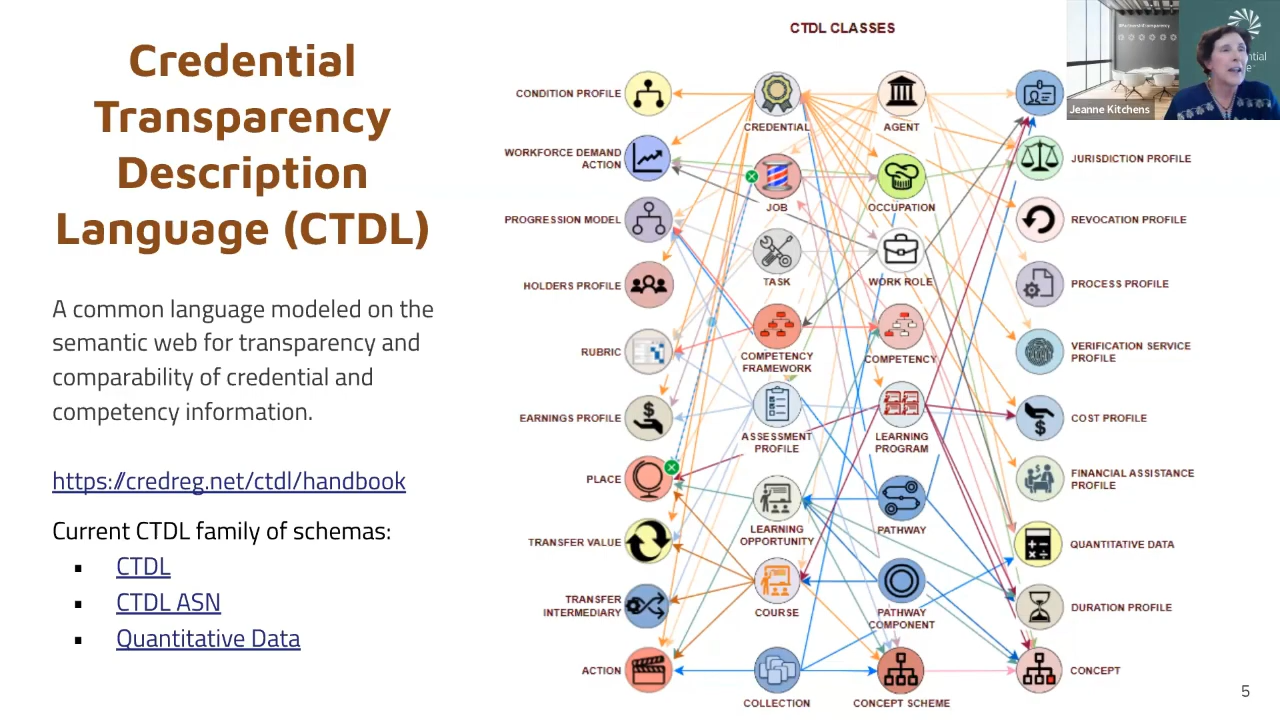 Credential
Transparency
Description
Language (CTDL)
A common language modeled on the
semantic web for transparency and
comparability of credential and
competency information.
https://credreg.net/ctdl/handbook
Current CTDL family of schemas:
▪ CTDL
▪ CTDL ASN
▪ Quantitative Data
CTDL CLASSES
CONDITION PROFILE
WORKFORCE DEMAND
ACTION
PROGRESSION MODEL
HOLDERS PROFILE
RUBRIC
EARNINGS PROFILE
PLACE
TRANSFER VALUE
TRANSFER
INTERMEDIARY
ACTION
CREDENTIAL
JOB
TASK
COMPETENCY
FRAMEWORK
ASSESSMENT
PROFILE
LEARNING
OPPORTUNITY
COURSE
COLLECTION
AGENT
OCCUPATION
WORK ROLE
COMPETENCY
LEARNING
PROGRAM
PATHWAY
PATHWAY
COMPONENT
CONCEPT SCHEME
JURISDICTION PROFILE
REVOCATION PROFILE
PROCESS PROFILE
VERIFICATION SERVICE
PROFILE
COST PROFILE
FINANCIAL ASSISTANCE
PROFILE
QUANTITATIVE DATA
DURATION PROFILE
CONCEPT
Jeanne Kitchens
5